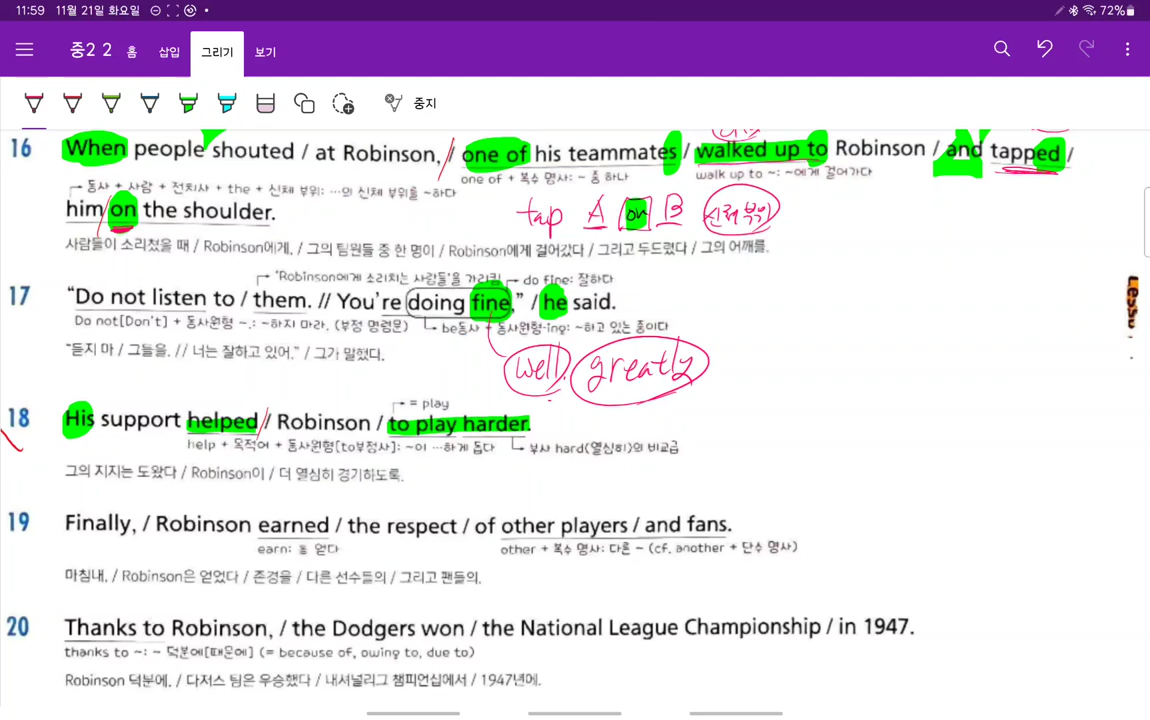 11:59 11월 21일 화요일
72%
중2 2 홈 삽입 그리기 보기
중지
16 When people shouted / at Robinson, / one of his teammates / walked up to Robinson / and tapped /
one of + 복수 명사: ~ 중 하나
walk up to ~: ~에게 걸어가다
동사 + 사람 + 전치사 + the + 신체 부위: …의 신체 부위를 ~하다
him / on the shoulder.
tap A on B 신체부위
사람들이 소리쳤을 때 / Robinson에게, / 그의 팀원들 중 한 명이 / Robinson에게 걸어갔다 / 그리고 두드렸다 / 그의 어깨를.
'Robinson에게 소리치는 사람들'을 가리킴
do fine: 잘하다
17 "Do not listen to / them. // You're doing fine," / he said.
Do not[Don't] + 동사원형 ~.: ~하지 마라. (부정 명령문)
be동사 + 동사원형-ing: ~하고 있는 중이다
"듣지 마 / 그들을. // 너는 잘하고 있어." / 그가 말했다.
well. greatly
= play
18 His support helped / Robinson / to play harder.
help + 목적어 + 동사원형[to부정사]: ~이 …하게 돕다
부사 hard(열심히)의 비교급
그의 지지는 도왔다 / Robinson이 / 더 열심히 경기하도록.
19 Finally, / Robinson earned / the respect / of other players / and fans.
earn: 얻다
other + 복수 명사: 다른 ~ (cf. another + 단수 명사)
마침내, / Robinson은 얻었다 / 존경을 / 다른 선수들의 / 그리고 팬들의.
20 Thanks to Robinson, / the Dodgers won / the National League Championship / in 1947.
thanks to ~: ~ 덕분에[때문에] (= because of, owing to, due to)
Robinson 덕분에, / 다저스 팀은 우승했다 / 내셔널리그 챔피언십에서 / 1947년에.